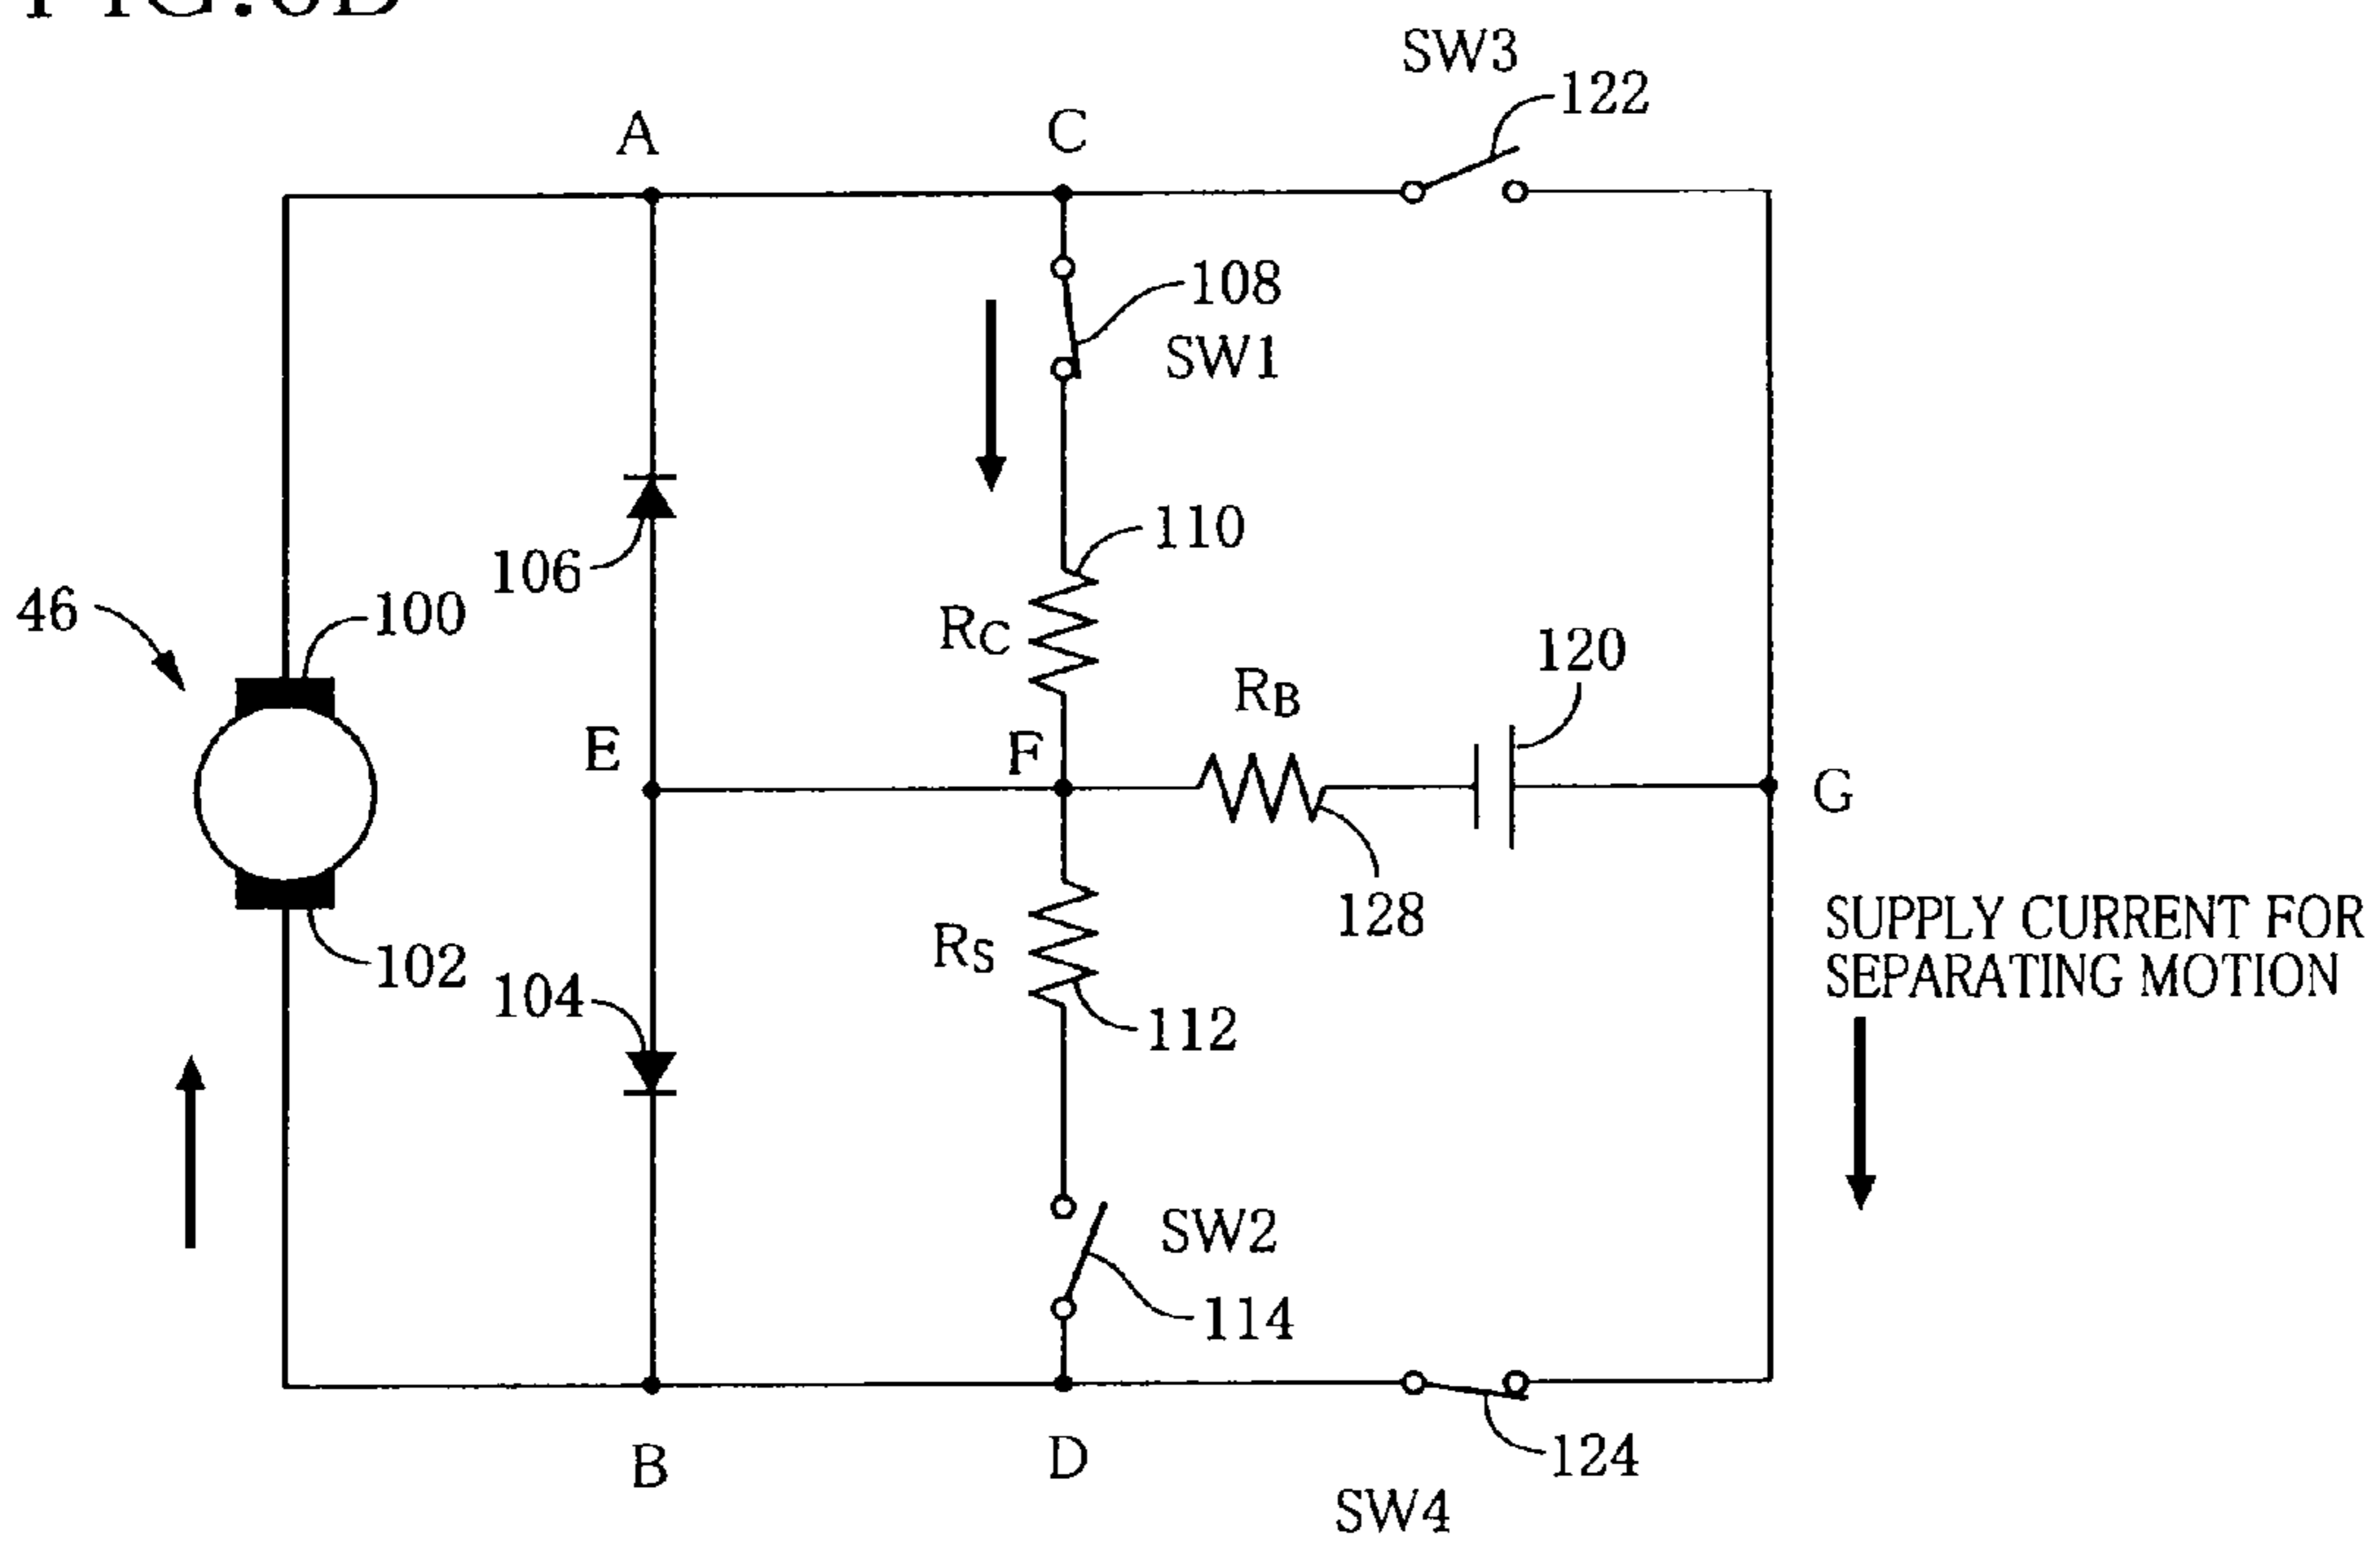 SW3
122
A
C
108
SW1
110
106
46
100
RC
120
RB
E
F
G
128
SUPPLY CURRENT FOR
SEPARATING MOTION
RS
102
104
112
SW2
114
B
D
124
SW4